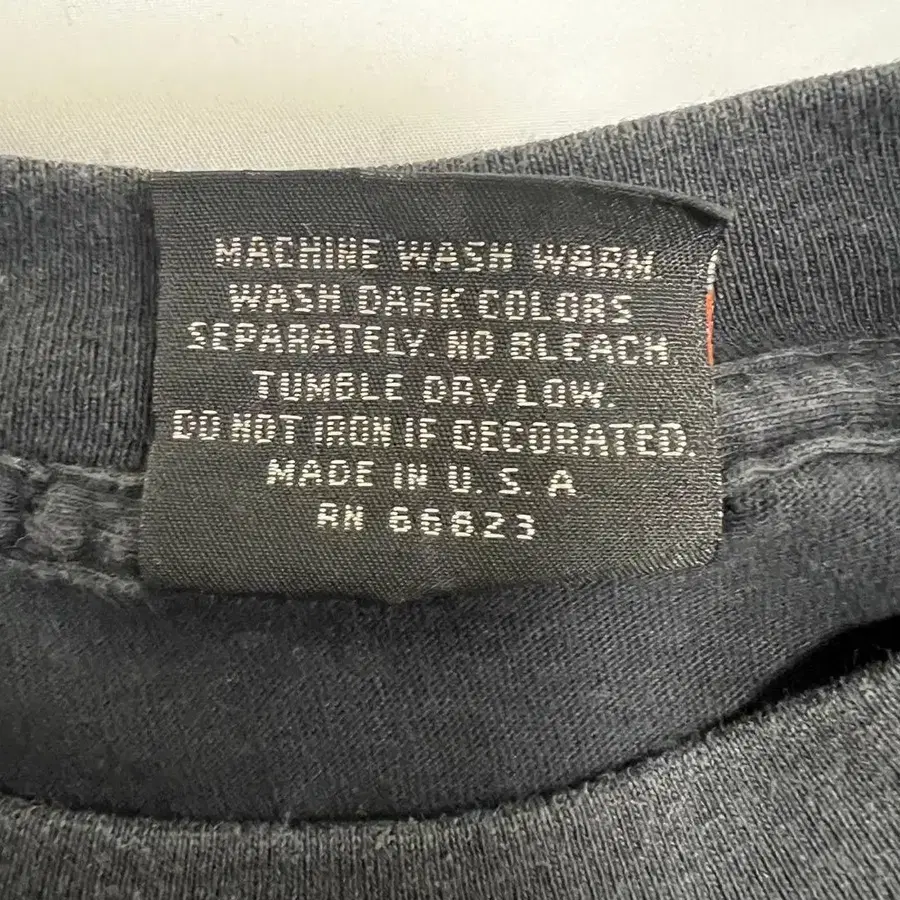 MACHINE WASH WARM.
WASH DARK COLORS
SEPARATELY. NO BLEACH.
TUMBLE DRY LOW.
DO NOT IRON IF DECORATED.
MADE IN U.S.A
RN 66623